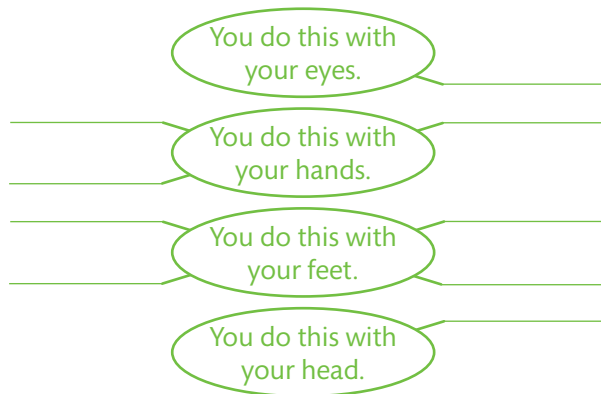 You do this with
your eyes.
You do this with
your hands.
You do this with
your feet.
You do this with
your head.